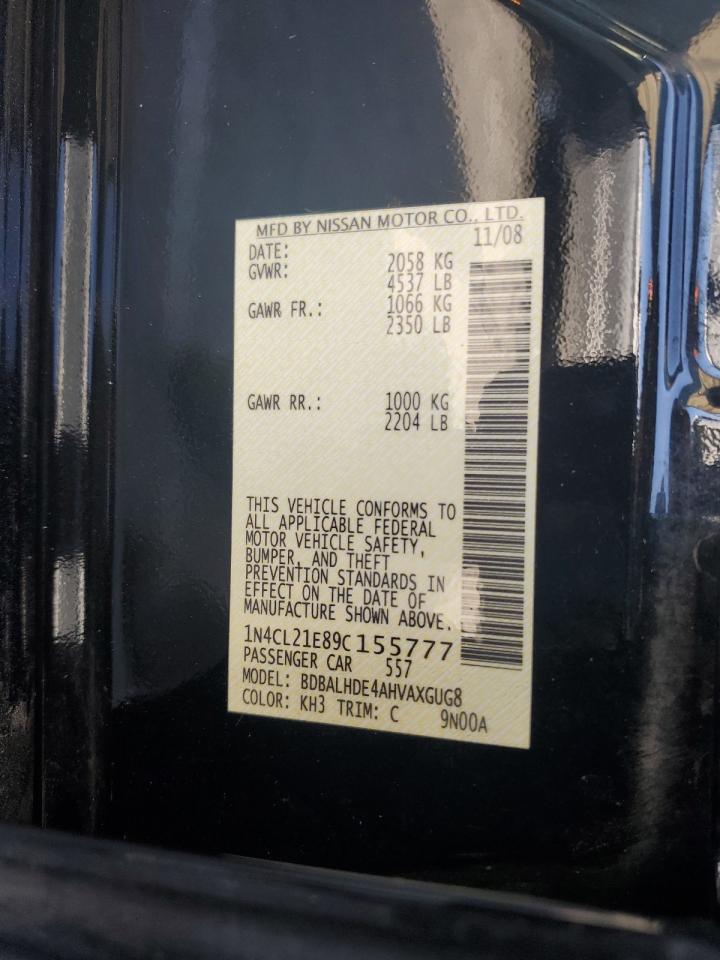 MFD BY NISSAN MOTOR CO., LTD.
DATE: 11/08
GVWR: 2058 KG
4537 LB
GAWR FR.: 1066 KG
2350 LB
GAWR RR.: 1000 KG
2204 LB
THIS VEHICLE CONFORMS TO
ALL APPLICABLE FEDERAL
MOTOR VEHICLE SAFETY,
BUMPER, AND THEFT
PREVENTION STANDARDS IN
EFFECT ON THE DATE OF
MANUFACTURE SHOWN ABOVE.
1N4CL21E89C155777
PASSENGER CAR 557
MODEL: BDBALHDE4AHVAXGUG8
COLOR: KH3 TRIM: C 9N00A